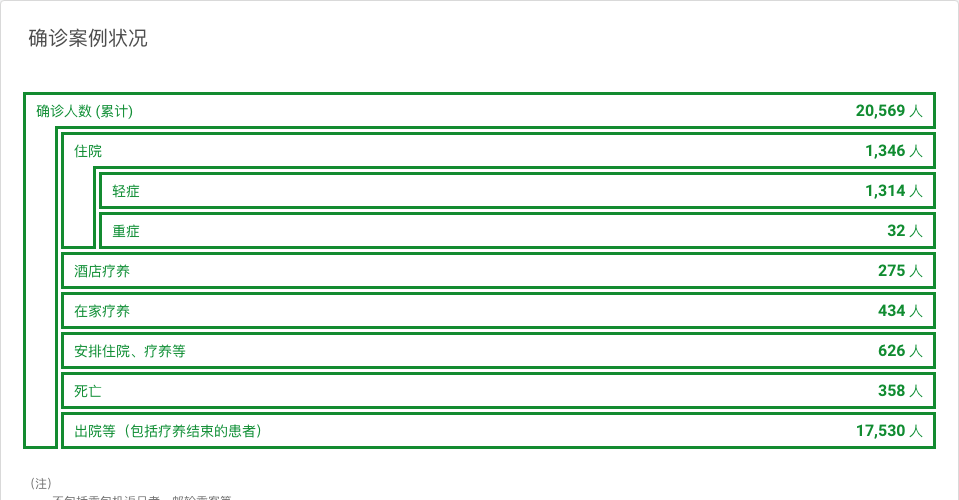 确诊案例状况
确诊人数 (累计) 20,569 人
住院 1,346 人
轻症 1,314 人
重症 32 人
酒店疗养 275 人
在家疗养 434 人
安排住院、疗养等 626 人
死亡 358 人
出院等（包括疗养结束的患者） 17,530 人
(注)